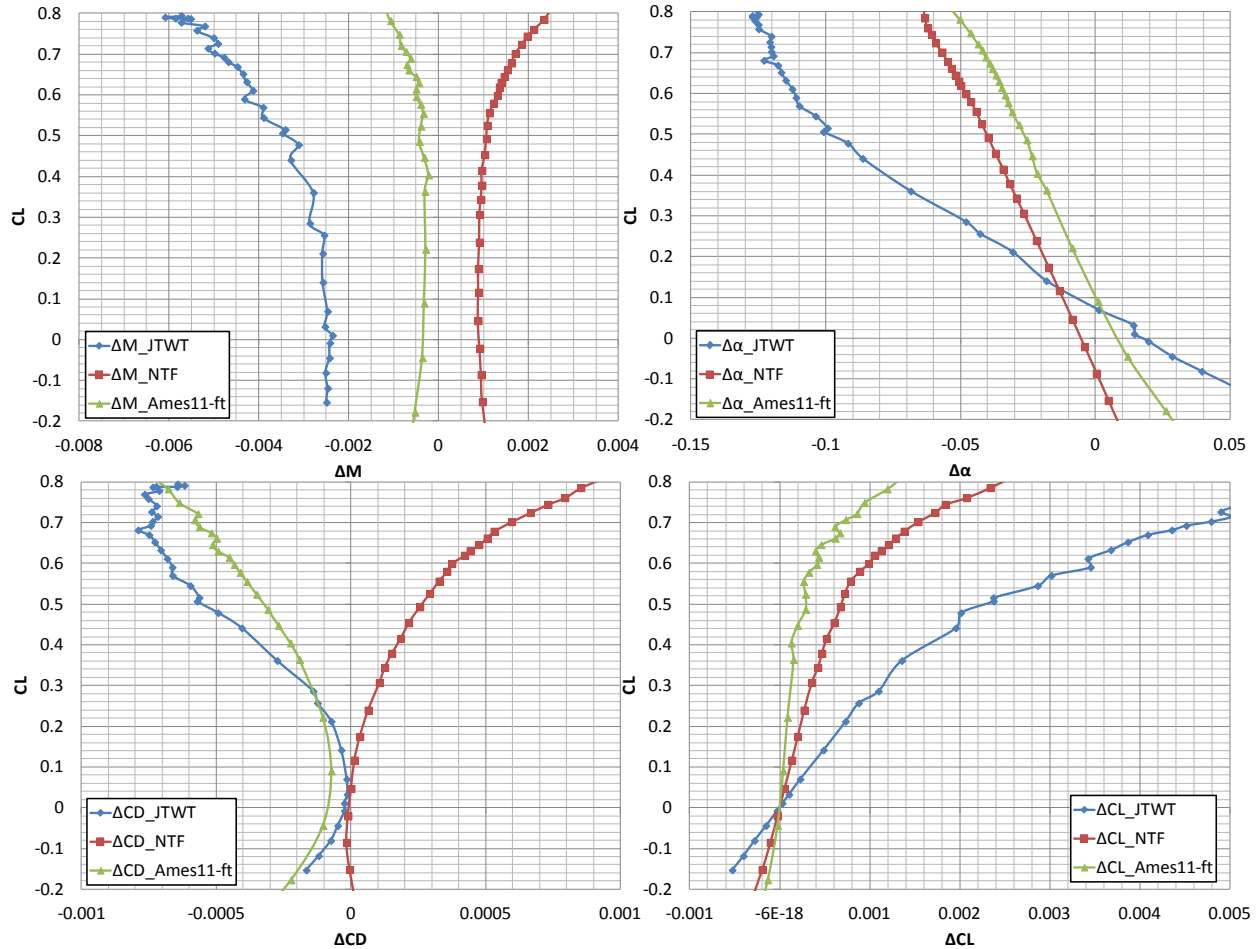 0.8
0.7
0.6
0.5
0.4
0.3
0.2
0.1
0
-0.1
-0.2
CL
ΔM_JTWT
ΔM_NTF
ΔM_Ames11-ft
-0.008 -0.006 -0.004 -0.002 0 0.002 0.004
ΔM
0.8
0.7
0.6
0.5
0.4
0.3
0.2
0.1
0
-0.1
-0.2
CL
Δα_JTWT
Δα_NTF
Δα_Ames11-ft
-0.15 -0.1 -0.05 0 0.05
Δα
0.8
0.7
0.6
0.5
0.4
0.3
0.2
0.1
0
-0.1
-0.2
CL
ΔCD_JTWT
ΔCD_NTF
ΔCD_Ames11-ft
-0.001 -0.0005 0 0.0005 0.001
ΔCD
0.8
0.7
0.6
0.5
0.4
0.3
0.2
0.1
0
-0.1
-0.2
CL
ΔCL_JTWT
ΔCL_NTF
ΔCL_Ames11-ft
-0.001 -6E-18 0.001 0.002 0.003 0.004 0.005
ΔCL